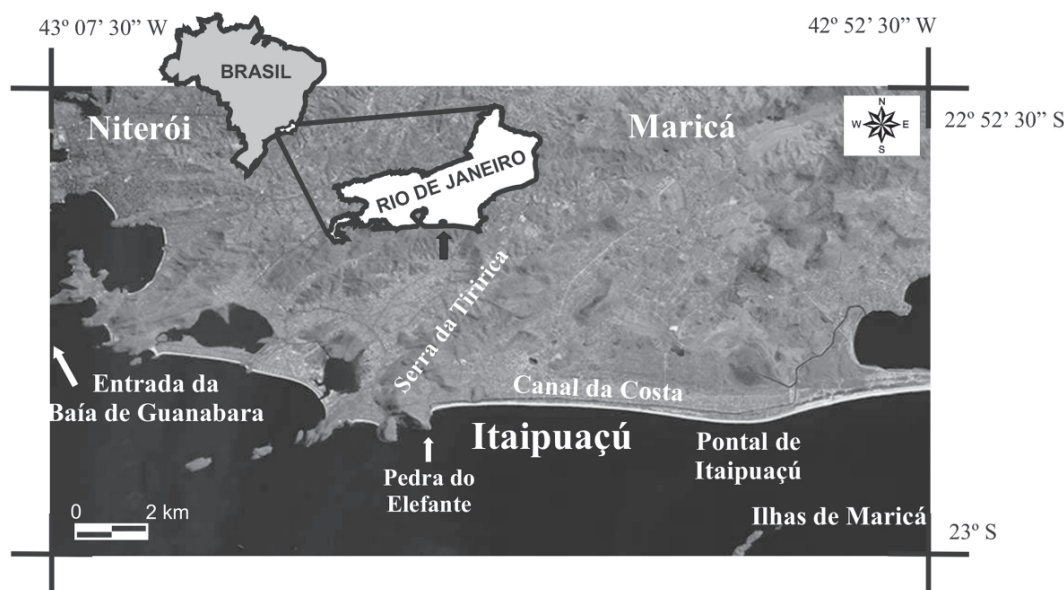 43º 07’ 30” W
42º 52’ 30” W
BRASIL
Niterói
Maricá
N
W E
S
22º 52’ 30” S
RIO DE JANEIRO
Serra da Tiririca
Entrada da
Baía de Guanabara
Canal da Costa
Itaipuaçú
Pontal de
Itaipuaçú
Pedra do
Elefante
0 2 km
Ilhas de Maricá
23º S